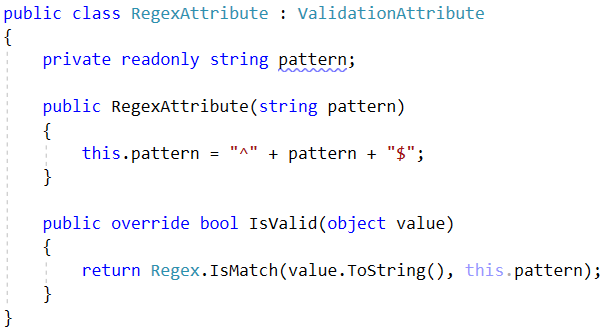 public class RegexAttribute : ValidationAttribute
{
    private readonly string pattern;

    public RegexAttribute(string pattern)
    {
        this.pattern = "^" + pattern + "$";
    }

    public override bool IsValid(object value)
    {
        return Regex.IsMatch(value.ToString(), this.pattern);
    }
}